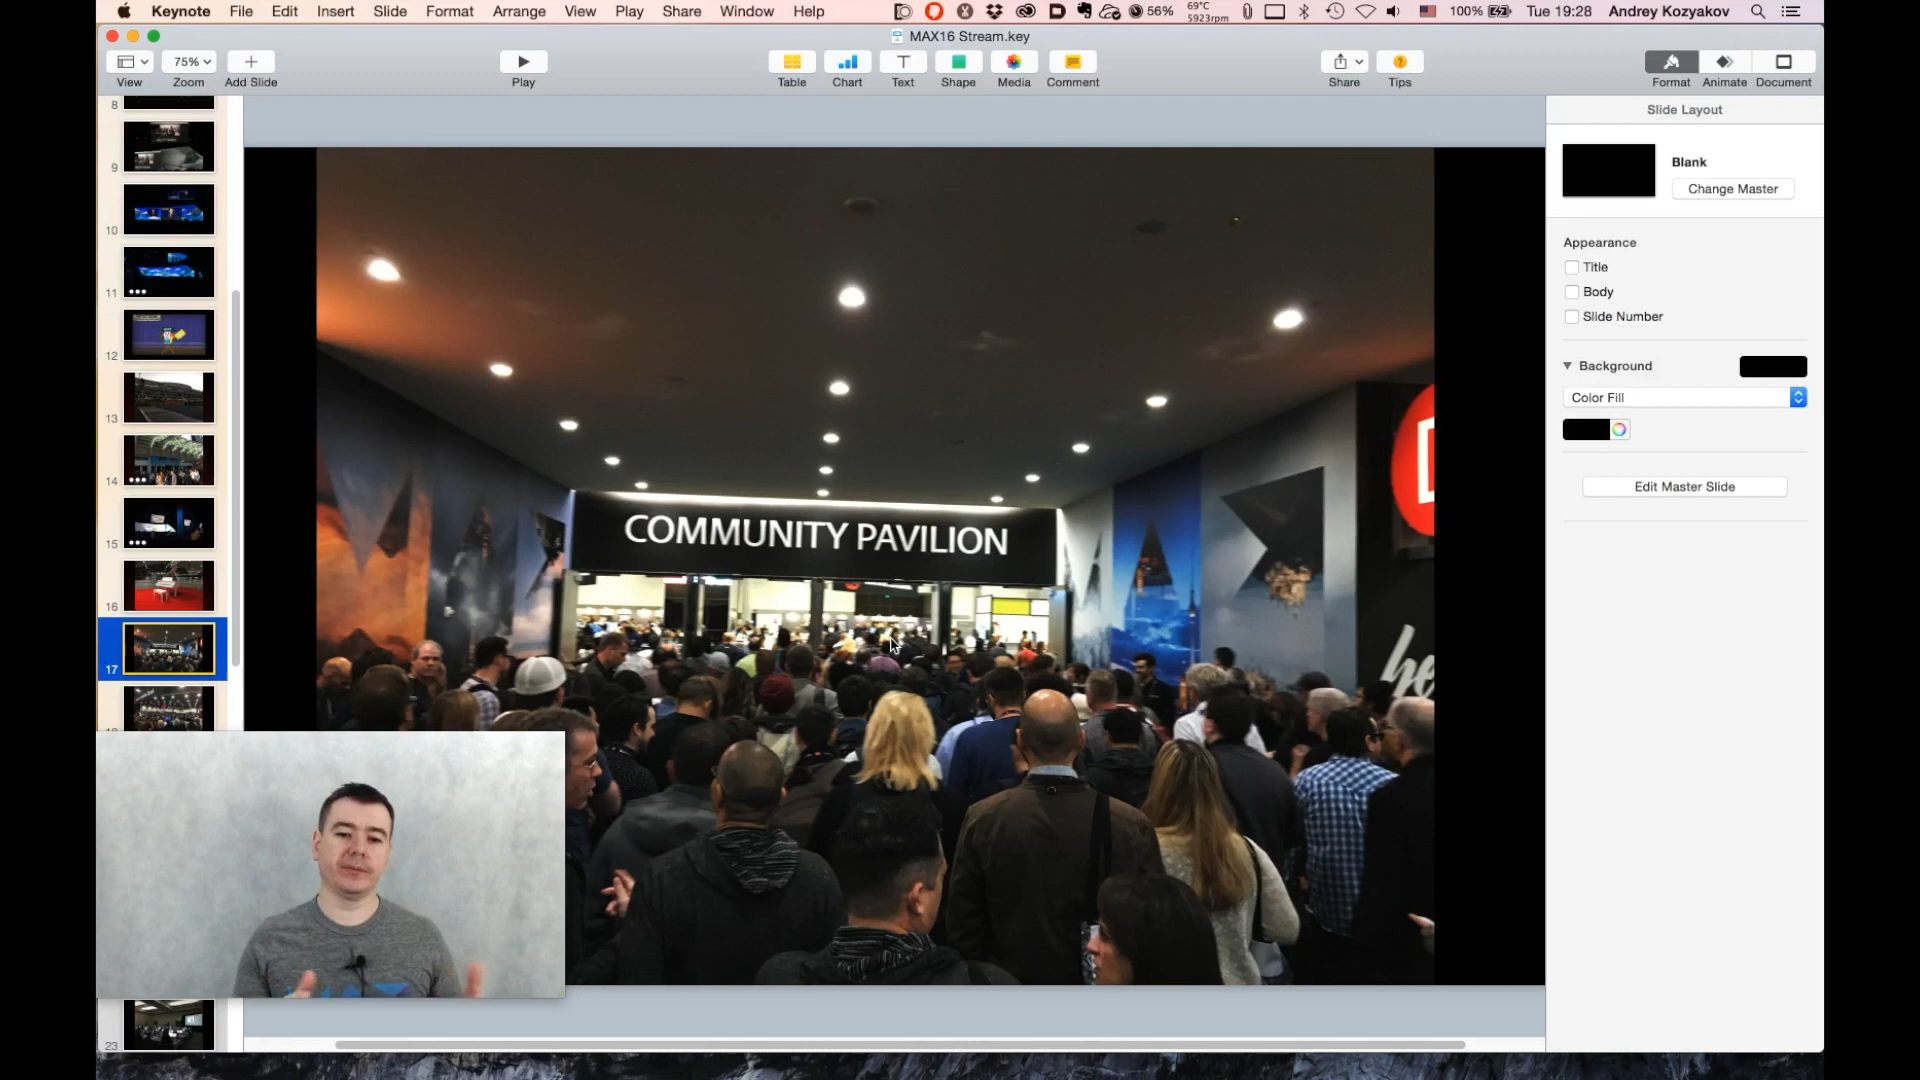 Keynote File Edit Insert Slide Format Arrange View Play Share Window Help 56% 69°C 5923rpm 100% Tue 19:28 Andrey Kozyakov
MAX16 Stream.key
75%
View Zoom Add Slide Play Table Chart Text Shape Media Comment Share Tips Format Animate Document
Slide Layout
Blank
Change Master
Appearance
Title
Body
Slide Number
Background
Color Fill
Edit Master Slide
8
9
10
11
12
13
14
15
16
17
23
COMMUNITY PAVILION
he